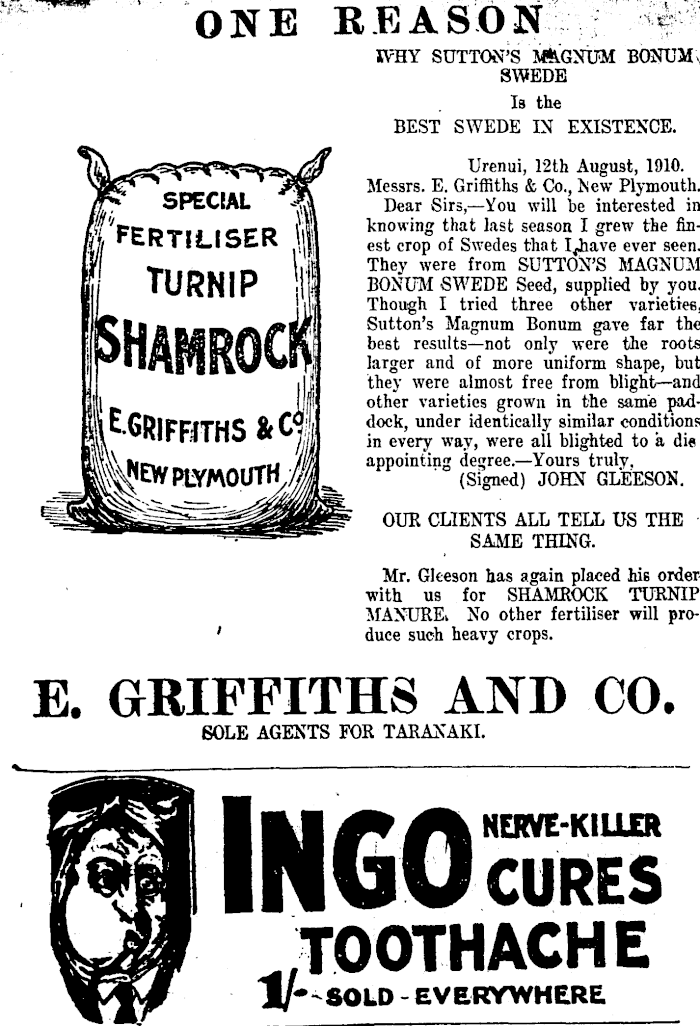 ONE REASON
WHY SUTTON'S MAGNUM BONUM
SWEDE
Is the
BEST SWEDE IN EXISTENCE.
Urenui, 12th August, 1910.
Messrs. E. Griffiths & Co., New Plymouth.
Dear Sirs,—You will be interested in
knowing that last season I grew the fin-
est crop of Swedes that I have ever seen.
They were from SUTTON'S MAGNUM
BONUM SWEDE Seed, supplied by you.
Though I tried three other varieties,
Sutton's Magnum Bonum gave far the
best results—not only were the roots
larger and of more uniform shape, but
they were almost free from blight—and
other varieties grown in the same pad-
dock, under identically similar conditions
in every way, were all blighted to a dis
appointing degree.—Yours truly,
(Signed) JOHN GLEESON.
OUR CLIENTS ALL TELL US THE
SAME THING.
Mr. Gleeson has again placed his order
with us for SHAMROCK TURNIP
MANURE. No other fertiliser will pro-
duce such heavy crops.
SPECIAL
FERTILISER
TURNIP
SHAMROCK
E. GRIFFITHS & Co
NEW PLYMOUTH
E. GRIFFITHS AND CO.
SOLE AGENTS FOR TARANAKI.
INGO NERVE-KILLER
CURES
TOOTHACHE
1/- - SOLD - EVERYWHERE